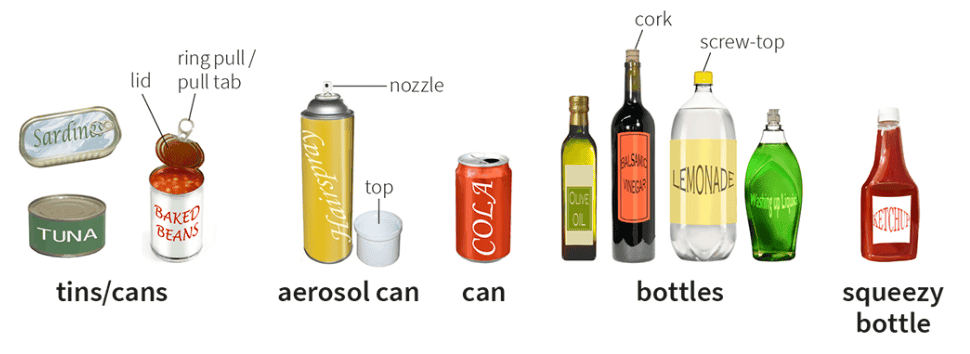 cork
screw-top
ring pull /
pull tab
lid
nozzle
Sardines
top
TUNA
BAKED
BEANS
Hairspray
COLA
OLIVE
OIL
BALSAMIC
VINEGAR
LEMONADE
Washing up Liquid
KETCHUP
tins/cans
aerosol can
can
bottles
squeezy
bottle